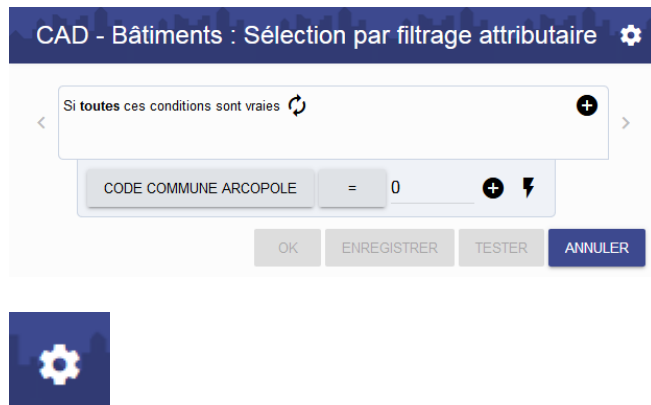 CAD - Bâtiments : Sélection par filtrage attributaire
Si toutes ces conditions sont vraies
CODE COMMUNE ARCOPOLE = 0
OK ENREGISTRER TESTER ANNULER